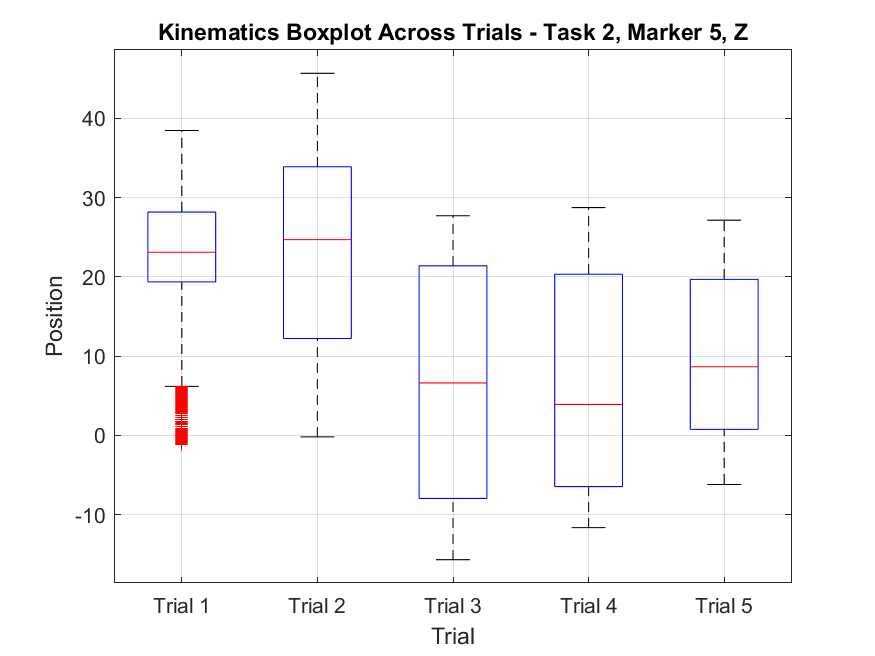 Kinematics Boxplot Across Trials - Task 2, Marker 5, Z
40
30
20
10
0
-10
Position
Trial 1 Trial 2 Trial 3 Trial 4 Trial 5
Trial